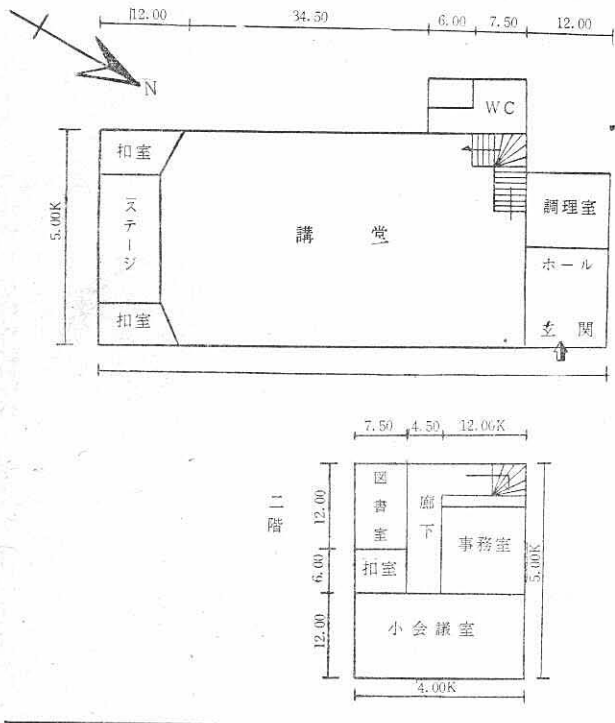 12.00 34.50 6.00 7.50 12.00
N
WC
扣室
5.00K
ステージ
講堂
調理室
ホール
扣室
玄関
7.50 4.50 12.00K
二階
12.00
図書室
廊下
事務室
5.00K
6.00
扣室
12.00
小会議室
4.00K